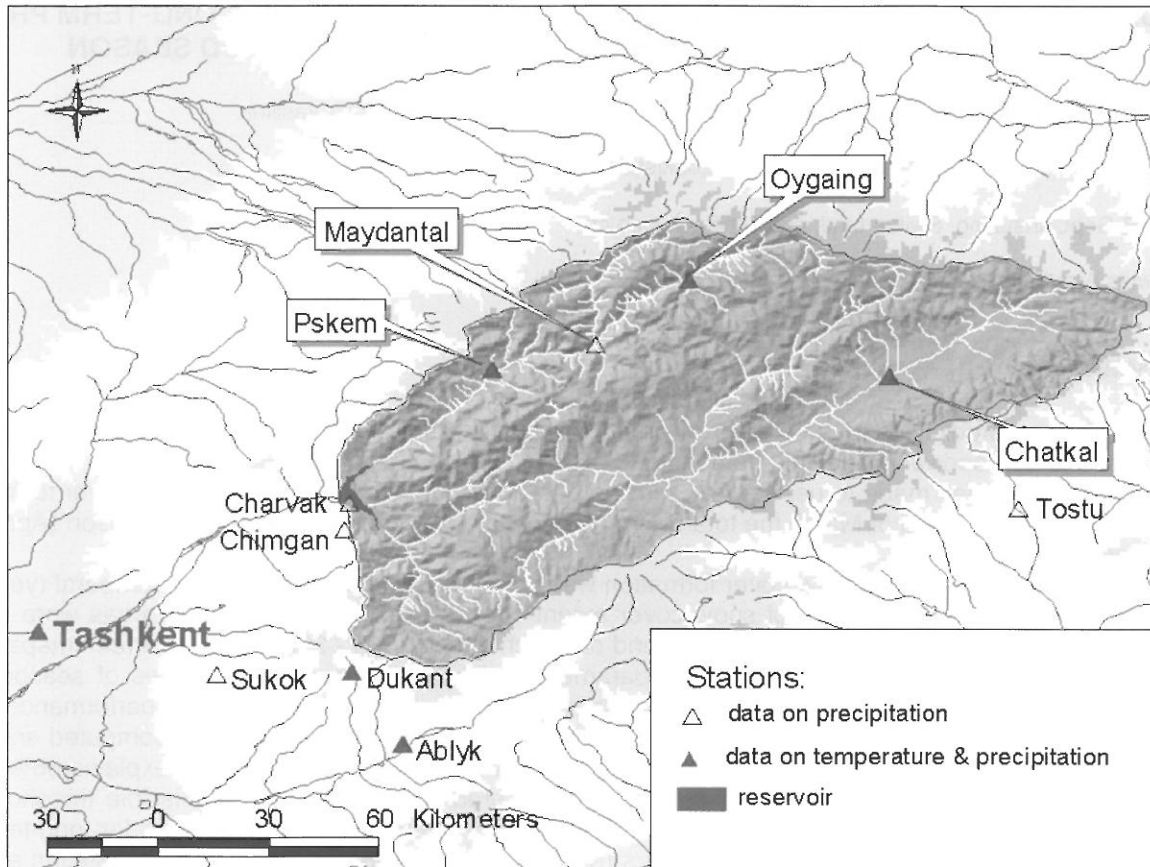 N
Oygaing
Maydantal
Pskem
Chatkal
Charvak
Chimgan
Tostu
Tashkent
Sukok
Dukant
Ablyk
30 0 30 60 Kilometers
Stations:
data on precipitation
data on temperature & precipitation
reservoir